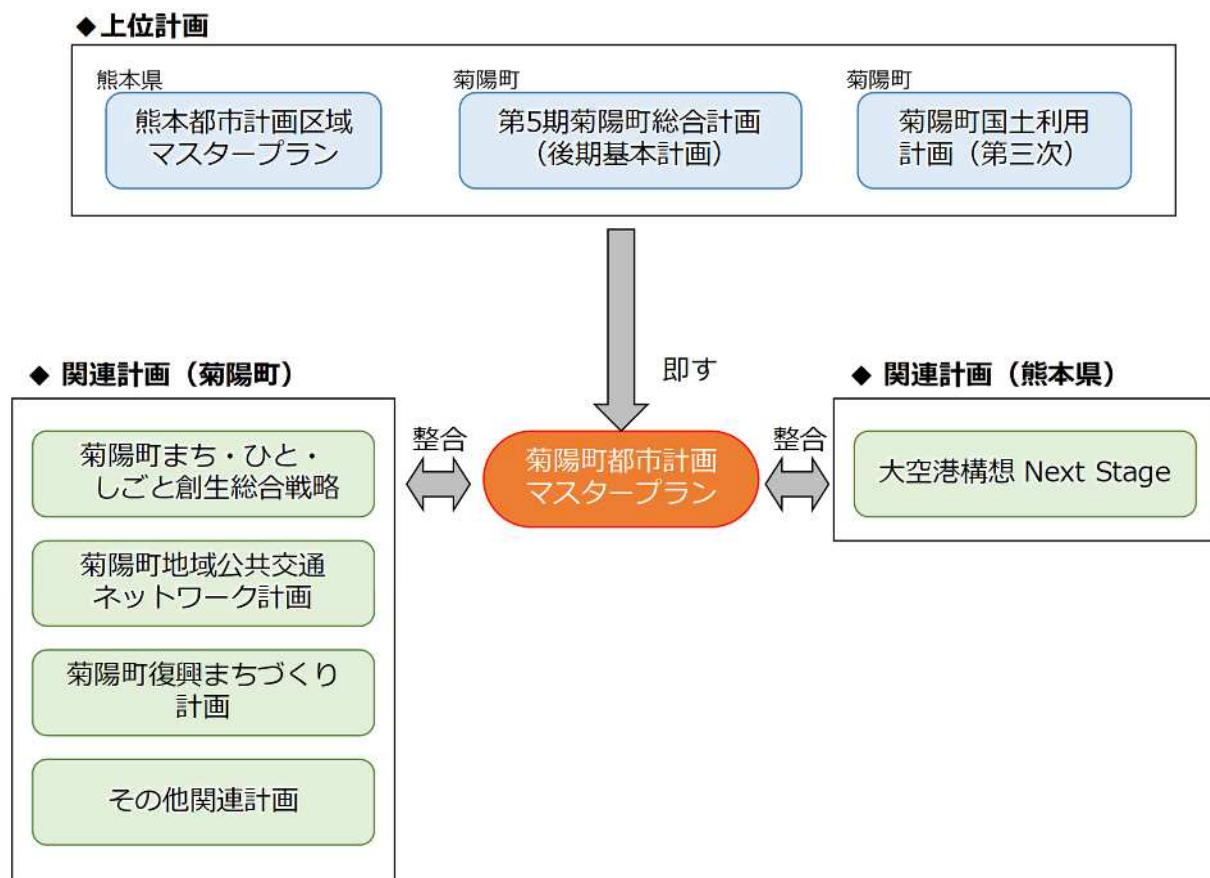 ◆上位計画
熊本県
熊本都市計画区域
マスタープラン
菊陽町
第5期菊陽町総合計画
（後期基本計画）
菊陽町
菊陽町国土利用
計画（第三次）
即す
◆ 関連計画（菊陽町）
菊陽町まち・ひと・
しごと創生総合戦略
菊陽町地域公共交通
ネットワーク計画
菊陽町復興まちづくり
計画
その他関連計画
整合
菊陽町都市計画
マスタープラン
整合
◆ 関連計画（熊本県）
大空港構想 Next Stage